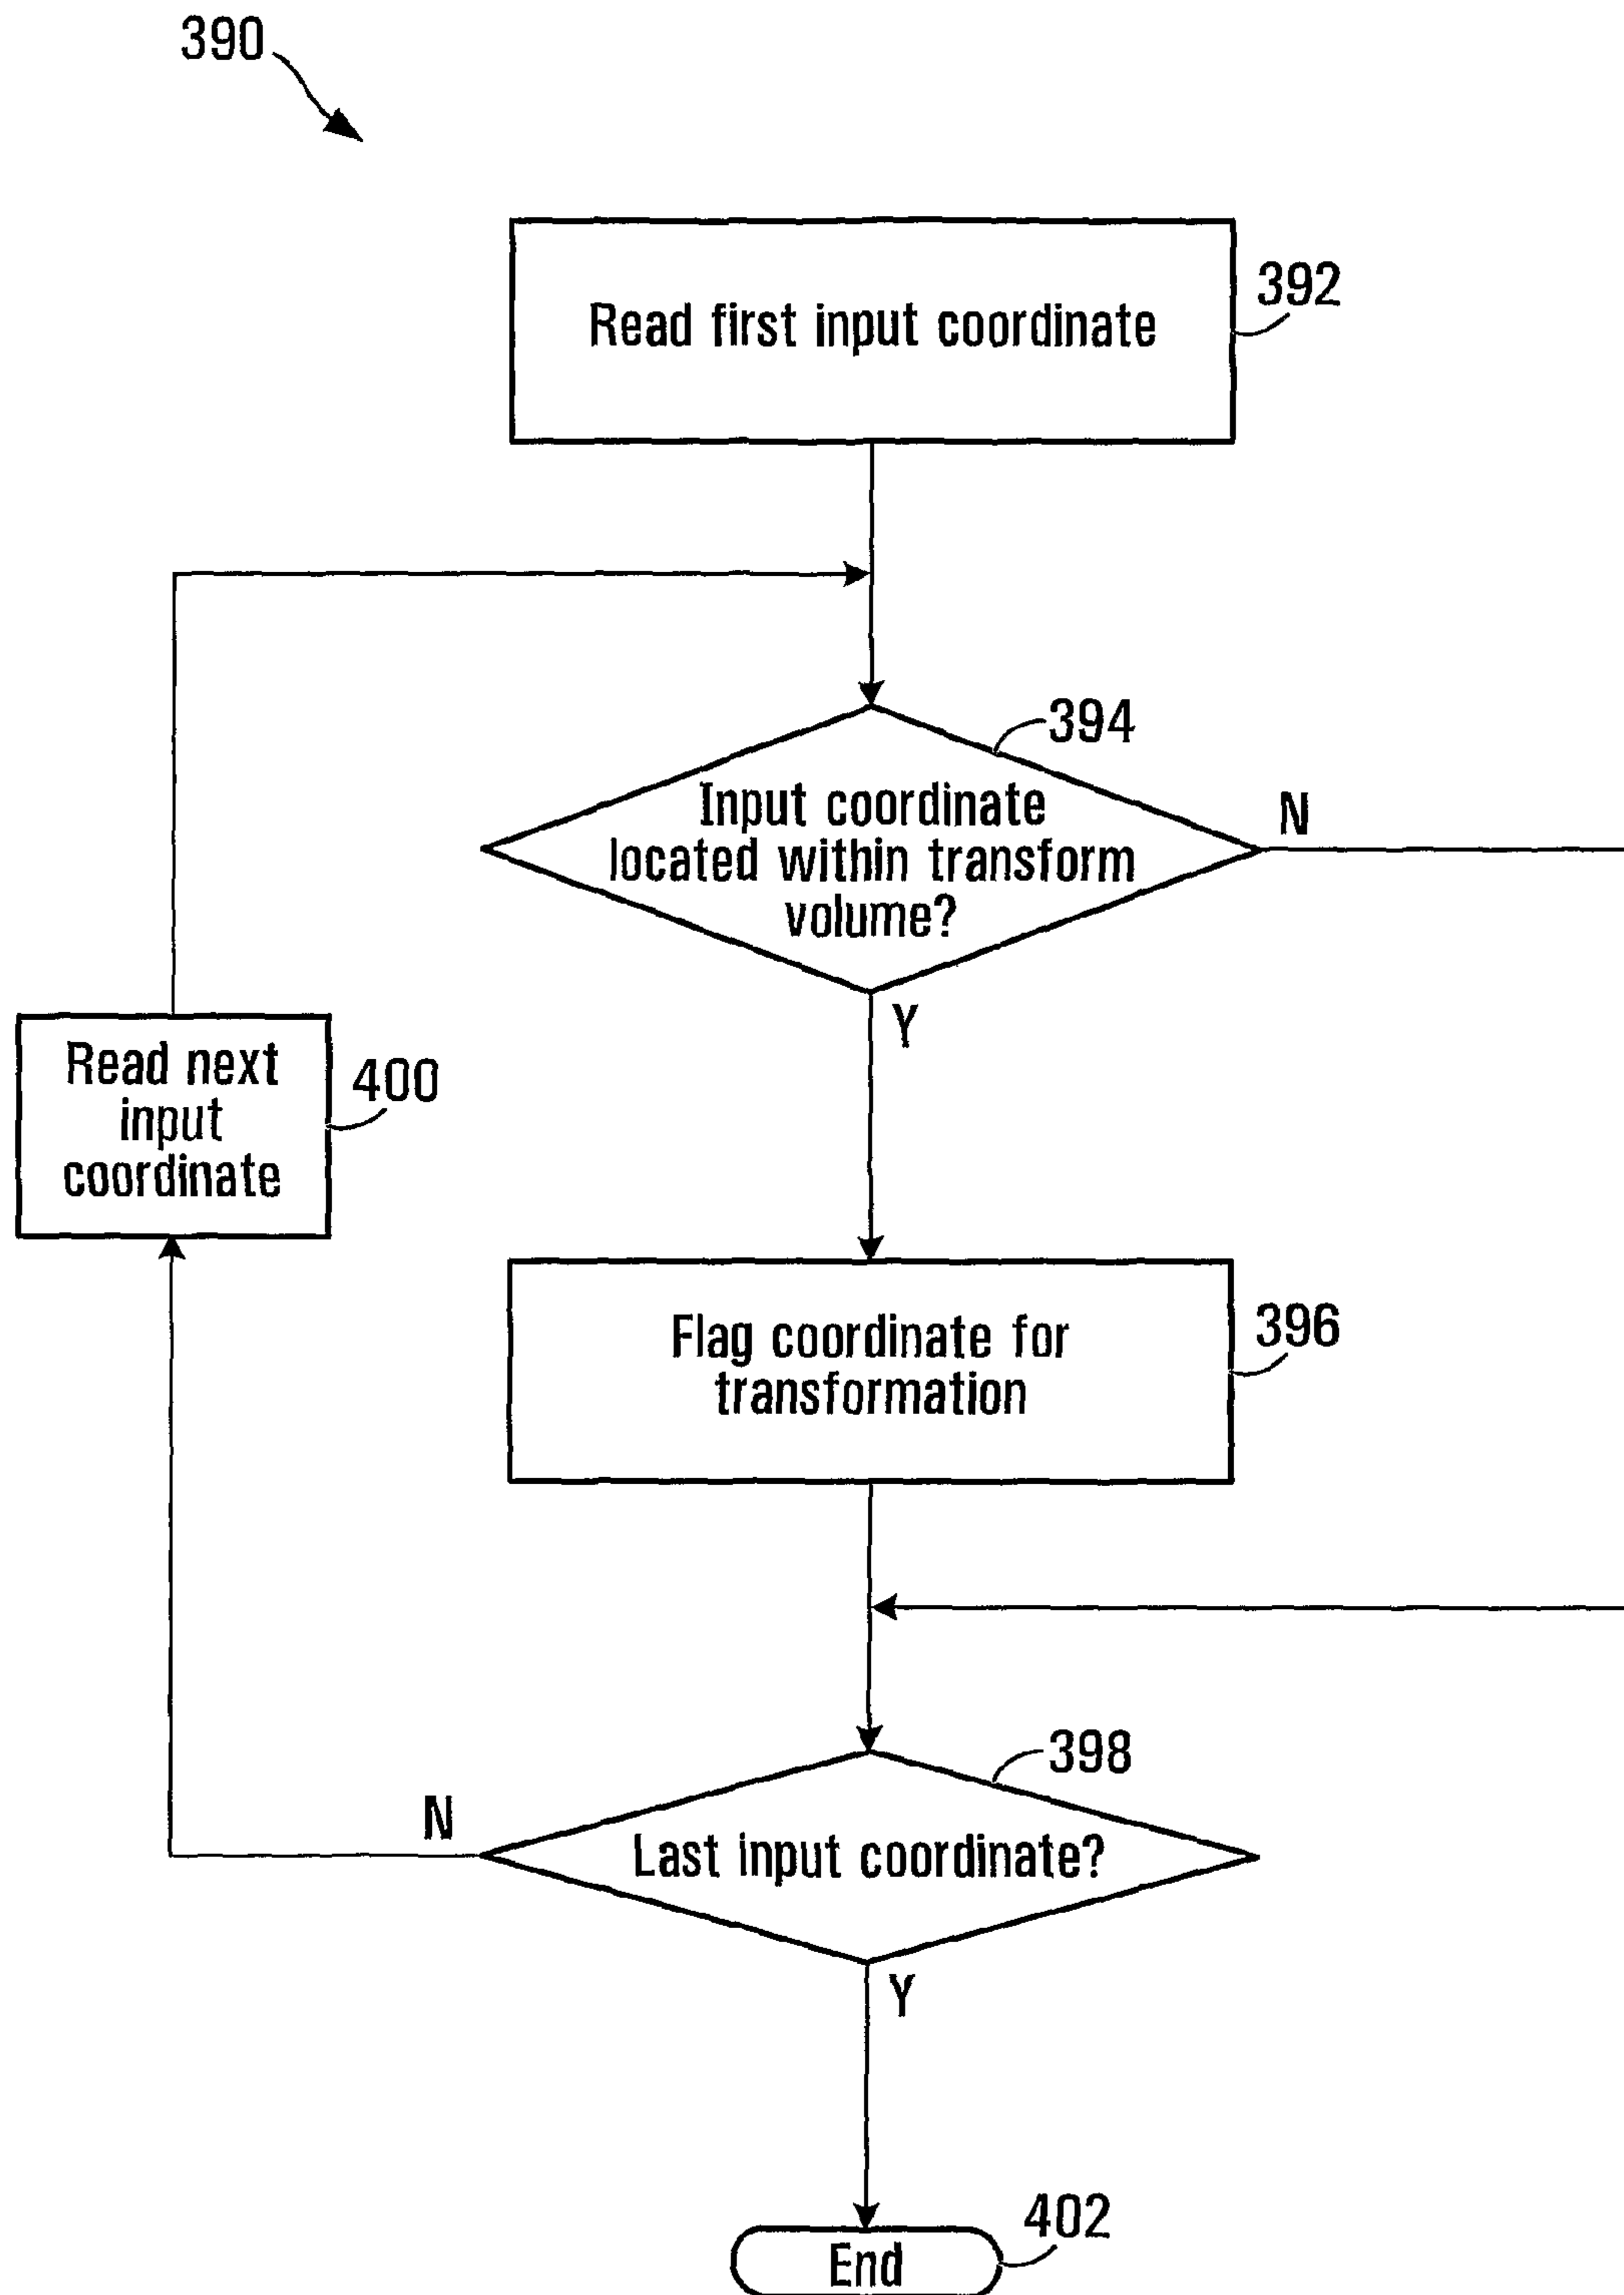 390
Read first input coordinate
392
394
Input coordinate
located within transform
volume?
N
Y
Read next
input
coordinate
400
Flag coordinate for
transformation
396
398
Last input coordinate?
N
Y
End
402